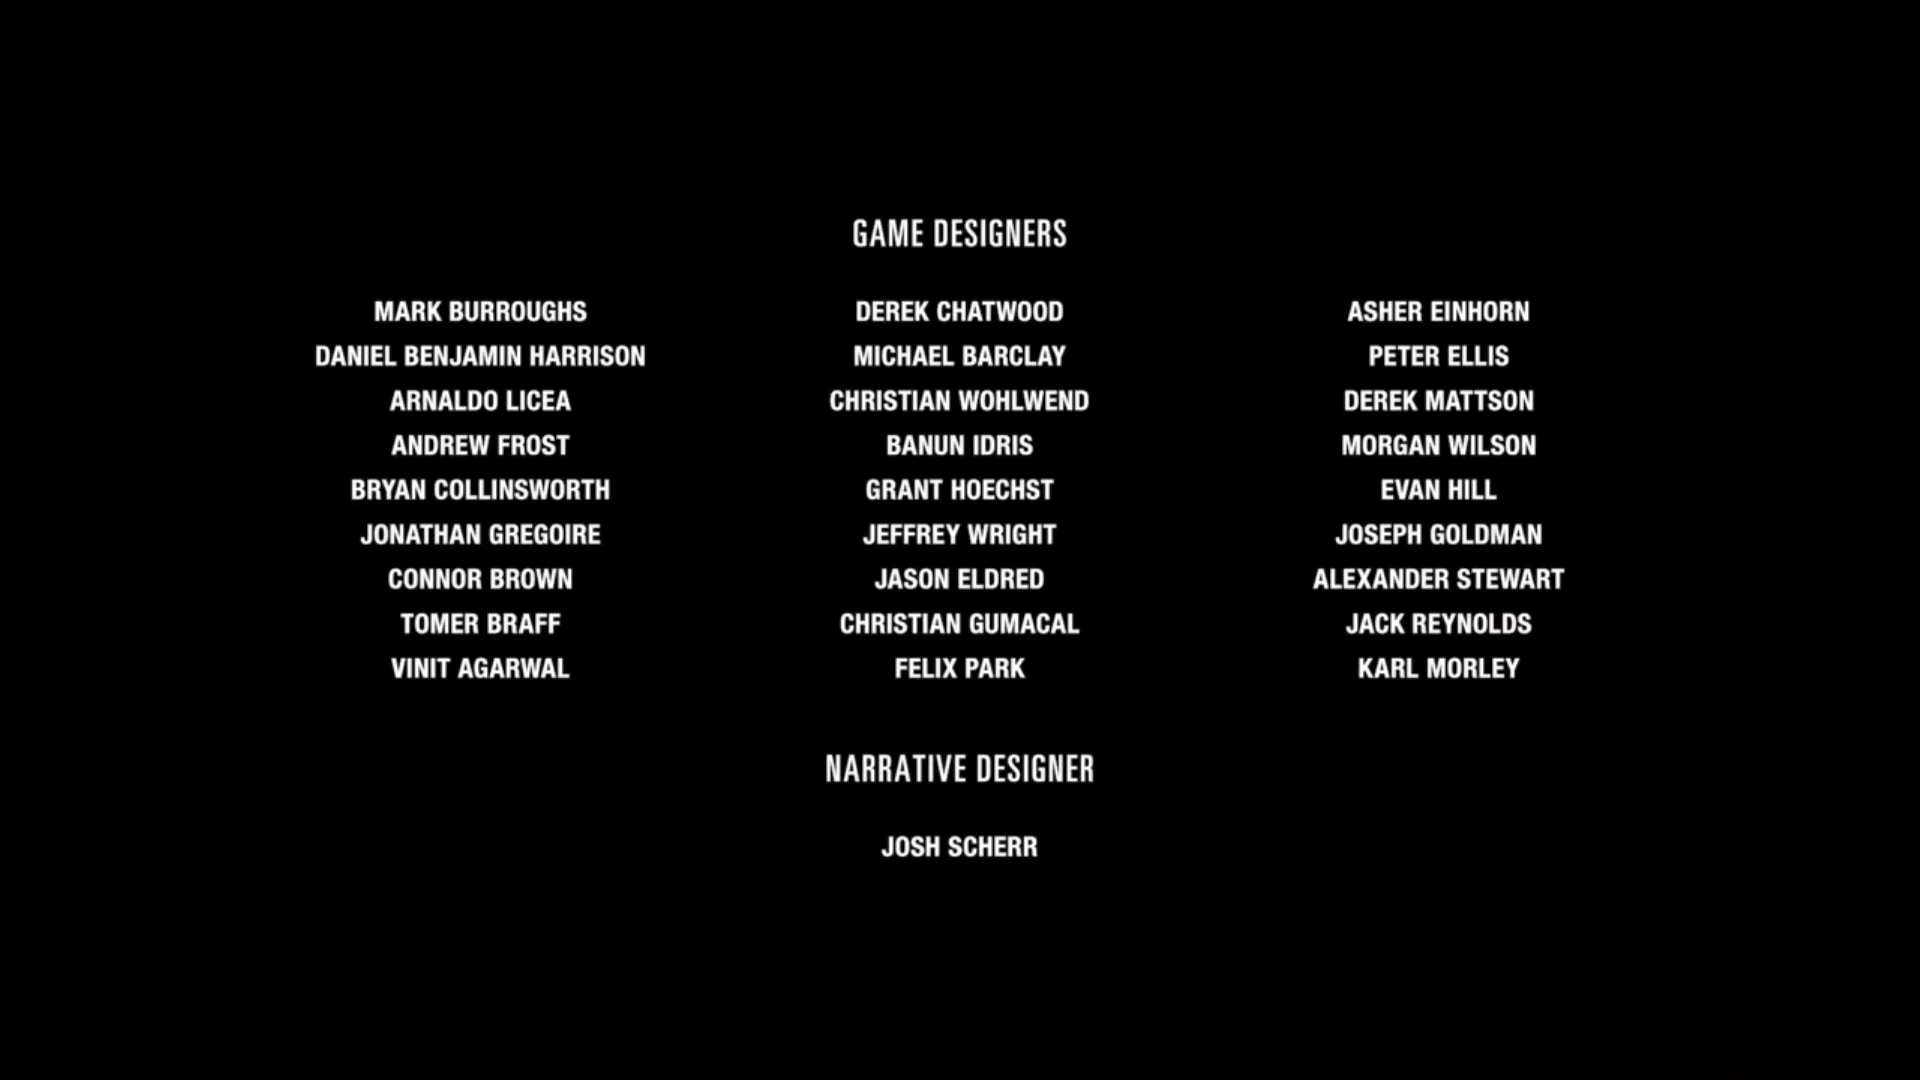 GAME DESIGNERS
MARK BURROUGHS DEREK CHATWOOD ASHER EINHORN
DANIEL BENJAMIN HARRISON MICHAEL BARCLAY PETER ELLIS
ARNALDO LICEA CHRISTIAN WOHLWEND DEREK MATTSON
ANDREW FROST BANUN IDRIS MORGAN WILSON
BRYAN COLLINSWORTH GRANT HOECHST EVAN HILL
JONATHAN GREGOIRE JEFFREY WRIGHT JOSEPH GOLDMAN
CONNOR BROWN JASON ELDRED ALEXANDER STEWART
TOMER BRAFF CHRISTIAN GUMACAL JACK REYNOLDS
VINIT AGARWAL FELIX PARK KARL MORLEY
NARRATIVE DESIGNER
JOSH SCHERR